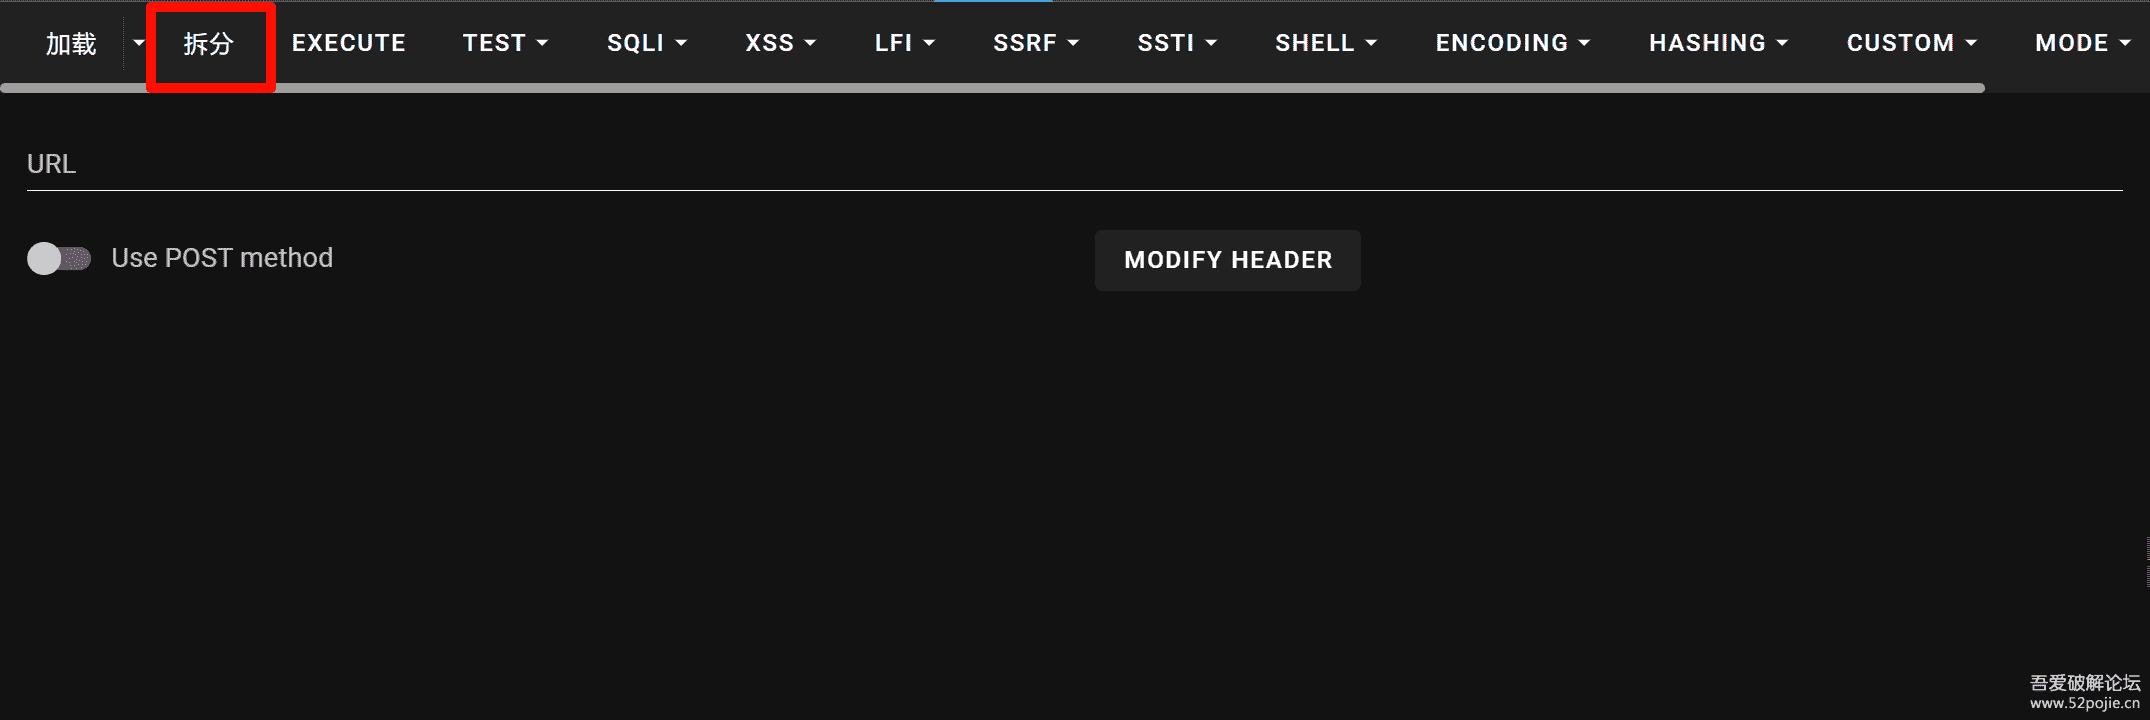 加载 拆分 EXECUTE TEST SQLI XSS LFI SSRF SSTI SHELL ENCODING HASHING CUSTOM MODE
URL
Use POST method MODIFY HEADER
吾爱破解论坛
www.52pojie.cn